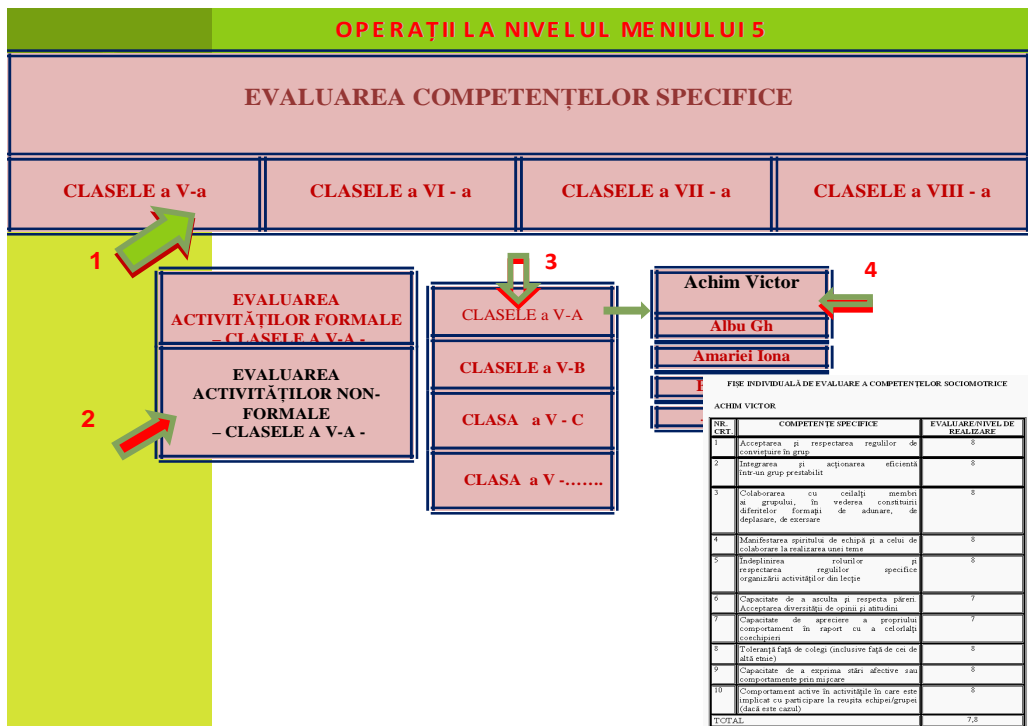 OPERAȚII LA NIVELUL MENIULUI 5
EVALUAREA COMPETENȚELOR SPECIFICE
CLASELE a V-a
CLASELE a VI - a
CLASELE a VII - a
CLASELE a VIII - a
1
3
4
EVALUAREA
ACTIVITĂȚILOR FORMALE
– CLASELE A V-A -
EVALUAREA
ACTIVITĂȚILOR NON-
FORMALE
– CLASELE A V-A -
2
CLASELE a V-A
CLASELE a V-B
CLASA a V - C
CLASA a V -…….
Achim Victor
Albu Gh
Amariei Iona
FIȘE INDIVIDUALĂ DE EVALUARE A COMPETENȚELOR SOCIOMOTRICE
ACHIM VICTOR
NR. CRT.
COMPETENȚE SPECIFICE
EVALUARE/NIVEL DE REALIZARE
1
Acceptarea și respectarea regulilor de
conviețuire în grup
8
2
Integrarea și acționarea eficientă
într-un grup prestabilit
8
3
Colaborarea cu ceilalți membri
ai grupului, în vederea constituirii
diferitelor formații de adunare, de
deplasare, de exersare
8
4
Manifestarea spiritului de echipă și a celui de
colaborare la realizarea unei teme
8
5
Indeplinirea rolurilor și
respectarea regulilor specifice
organizării activităților din lecție
8
6
Capacitate de a asculta și respecta păreri.
Acceptarea diversității de opinii și atitudini
7
7
Capacitate de apreciere a propriului
comportament în raport cu a celorlalți
coechipieri
7
8
Toleranță față de colegi (inclusive față de cei de
altă etnie)
8
9
Capacitate de a exprima stări afective sau
comportamente prin mișcare
8
10
Comportament active în activitățile în care este
implicat cu participare la reușita echipei/grupei
(dacă este cazul)
8
TOTAL
7,8